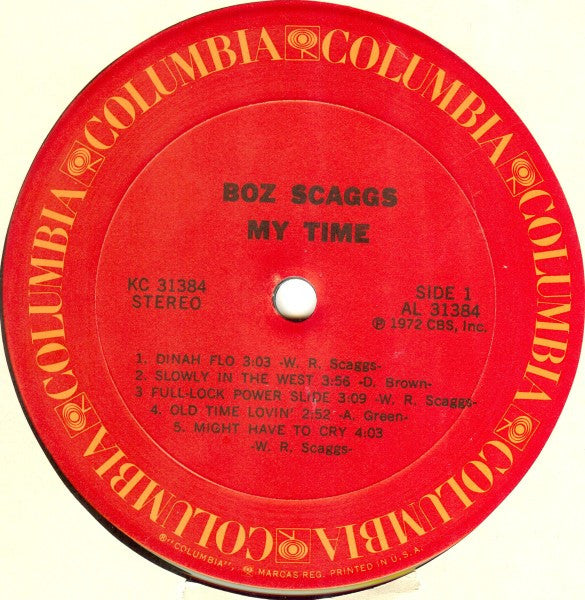 COLUMBIA COLUMBIA COLUMBIA COLUMBIA COLUMBIA COLUMBIA
BOZ SCAGGS
MY TIME
KC 31384
STEREO
SIDE 1
AL 31384
Ⓟ 1972 CBS, Inc.
1. DINAH FLO 3:03 -W. R. Scaggs-
2. SLOWLY IN THE WEST 3:56 -D. Brown-
3. FULL-LOCK POWER SLIDE 3:09 -W. R. Scaggs-
4. OLD TIME LOVIN' 2:52 -A. Green-
5. MIGHT HAVE TO CRY 4:03
-W. R. Scaggs-
®"COLUMBIA", MARCAS REG. PRINTED IN U.S.A.